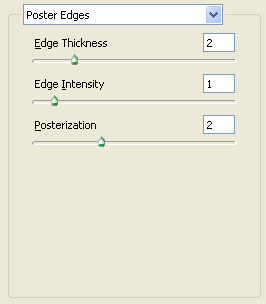 Poster Edges
Edge Thickness 2
Edge Intensity 1
Posterization 2